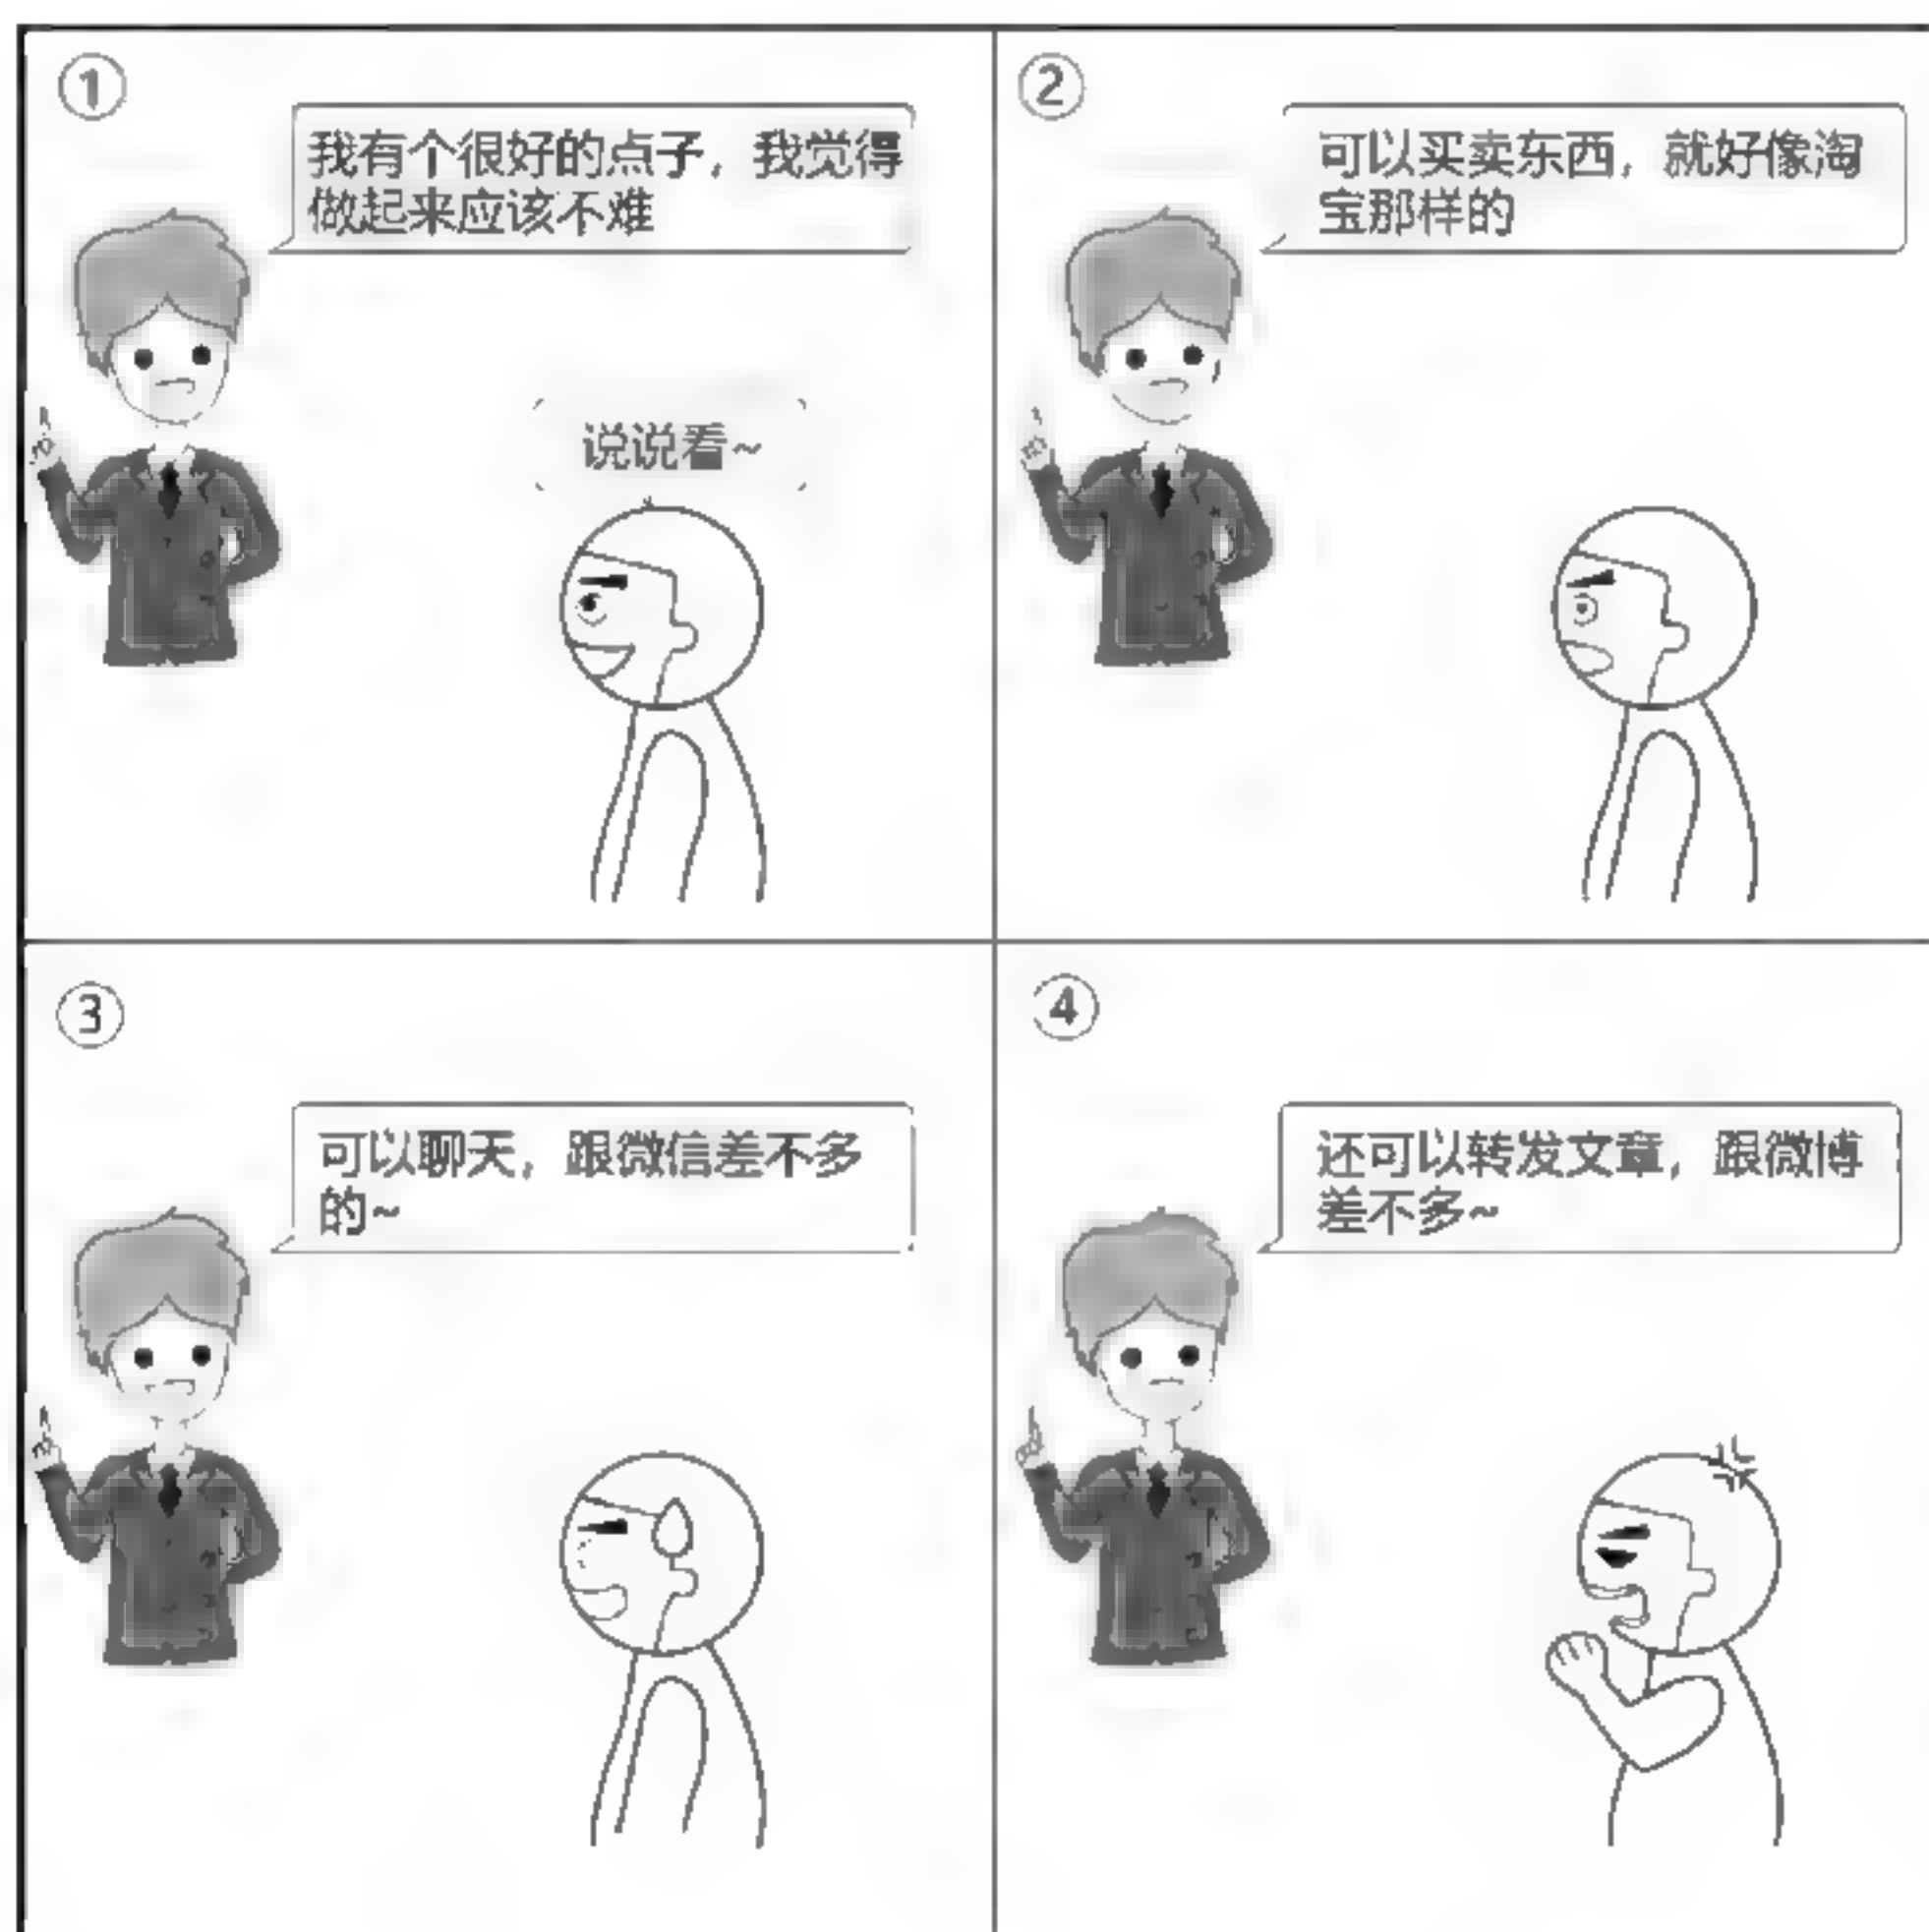 ①
我有个很好的点子，我觉得
做起来应该不难
说说看~
②
可以买卖东西，就好像淘
宝那样的
③
可以聊天，跟微信差不多
的~
④
还可以转发文章，跟微博
差不多~